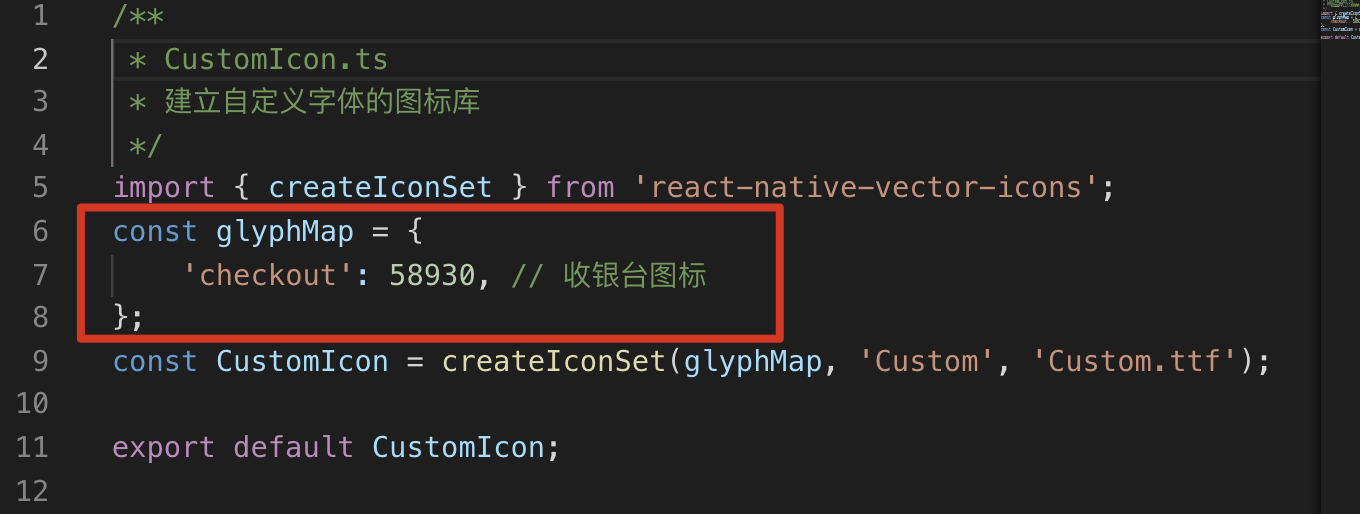 1 /**
2  * CustomIcon.ts
3  * 建立自定义字体的图标库
4  */
5 import { createIconSet } from 'react-native-vector-icons';
6 const glyphMap = {
7     'checkout': 58930, // 收银台图标
8 };
9 const CustomIcon = createIconSet(glyphMap, 'Custom', 'Custom.ttf');
10
11 export default CustomIcon;
12